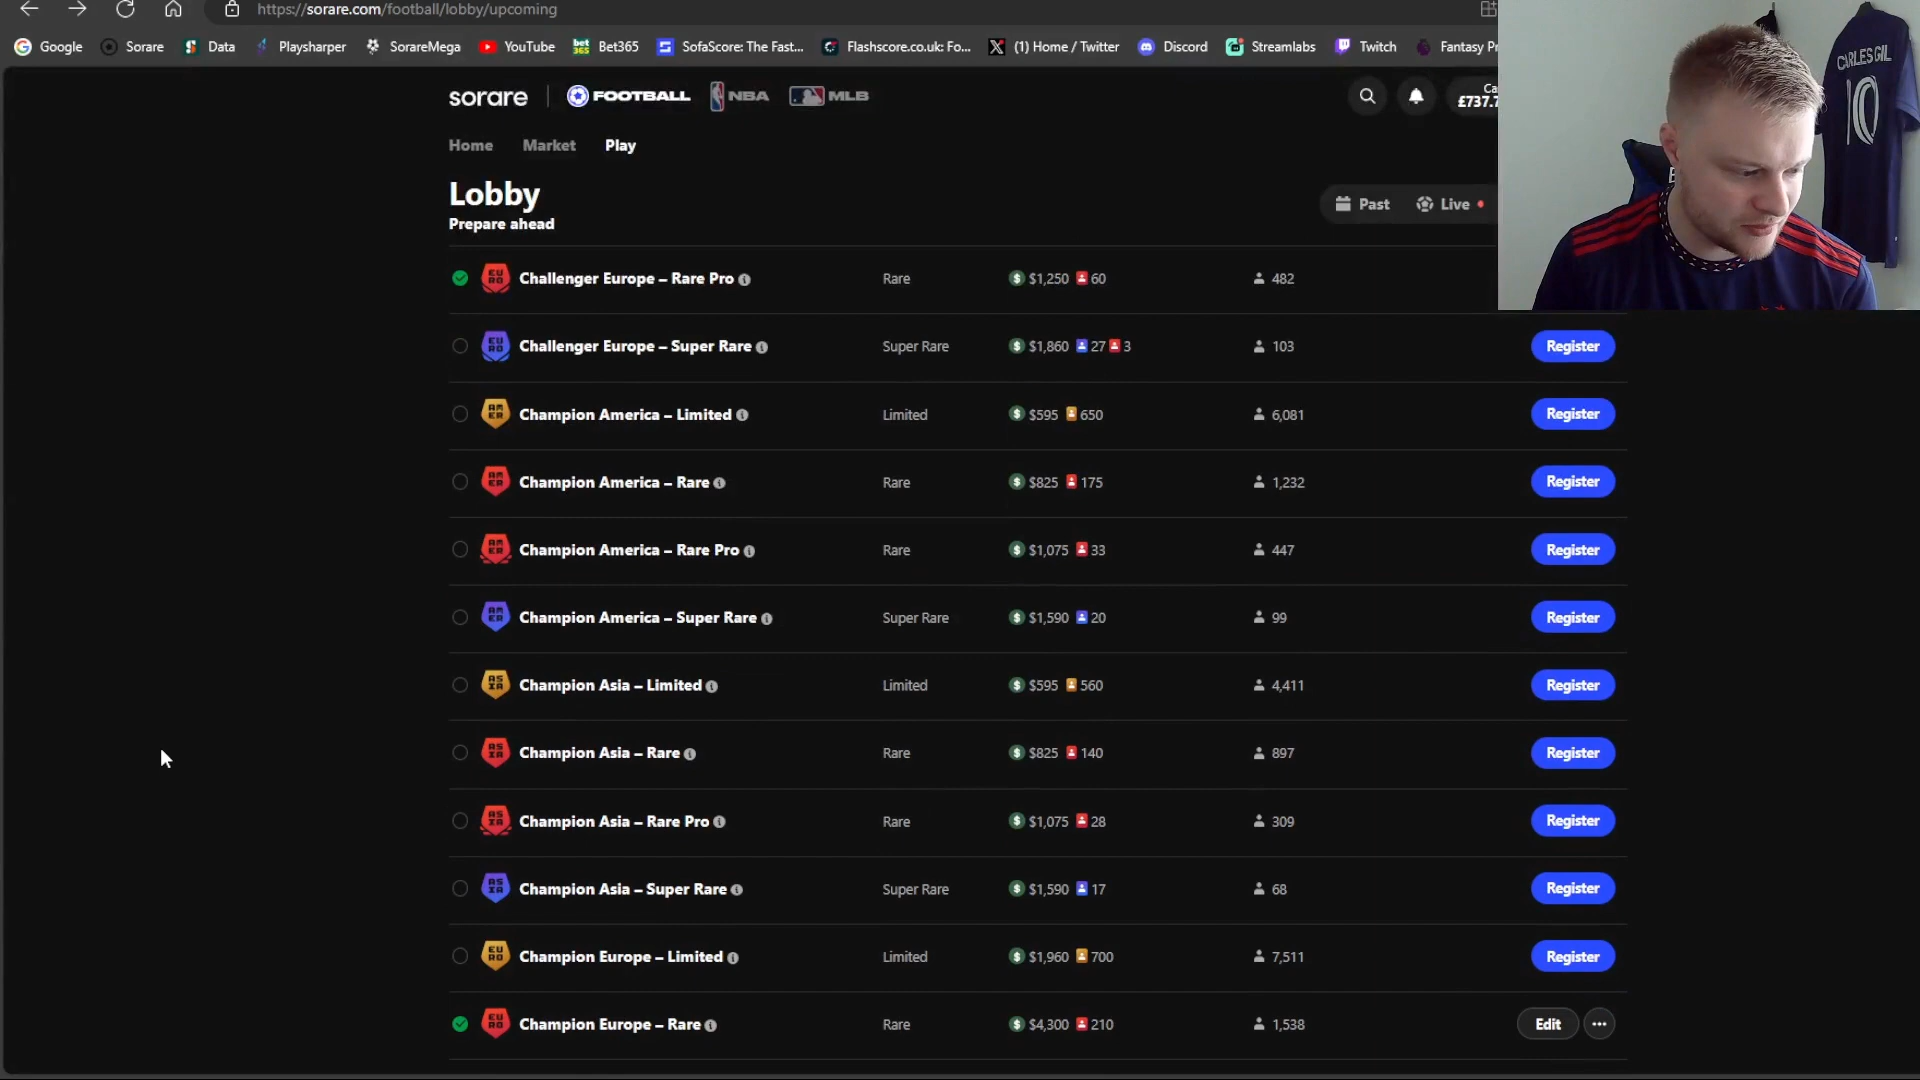 https://sorare.com/football/lobby/upcoming
Google Sorare Data Playsharper SorareMega YouTube Bet365 SofaScore: The Fast... Flashscore.co.uk: Fo... (1) Home / Twitter Discord Streamlabs Twitch Fantasy Pr
sorare FOOTBALL NBA MLB
£737.7
CARLES GIL
10
Home Market Play
Lobby
Prepare ahead
Past Live
Challenger Europe – Rare Pro Rare $1,250 60 482
Challenger Europe – Super Rare Super Rare $1,860 27 3 103 Register
Champion America – Limited Limited $595 650 6,081 Register
Champion America – Rare Rare $825 175 1,232 Register
Champion America – Rare Pro Rare $1,075 33 447 Register
Champion America – Super Rare Super Rare $1,590 20 99 Register
Champion Asia – Limited Limited $595 560 4,411 Register
Champion Asia – Rare Rare $825 140 897 Register
Champion Asia – Rare Pro Rare $1,075 28 309 Register
Champion Asia – Super Rare Super Rare $1,590 17 68 Register
Champion Europe – Limited Limited $1,960 700 7,511 Register
Champion Europe – Rare Rare $4,300 210 1,538 Edit